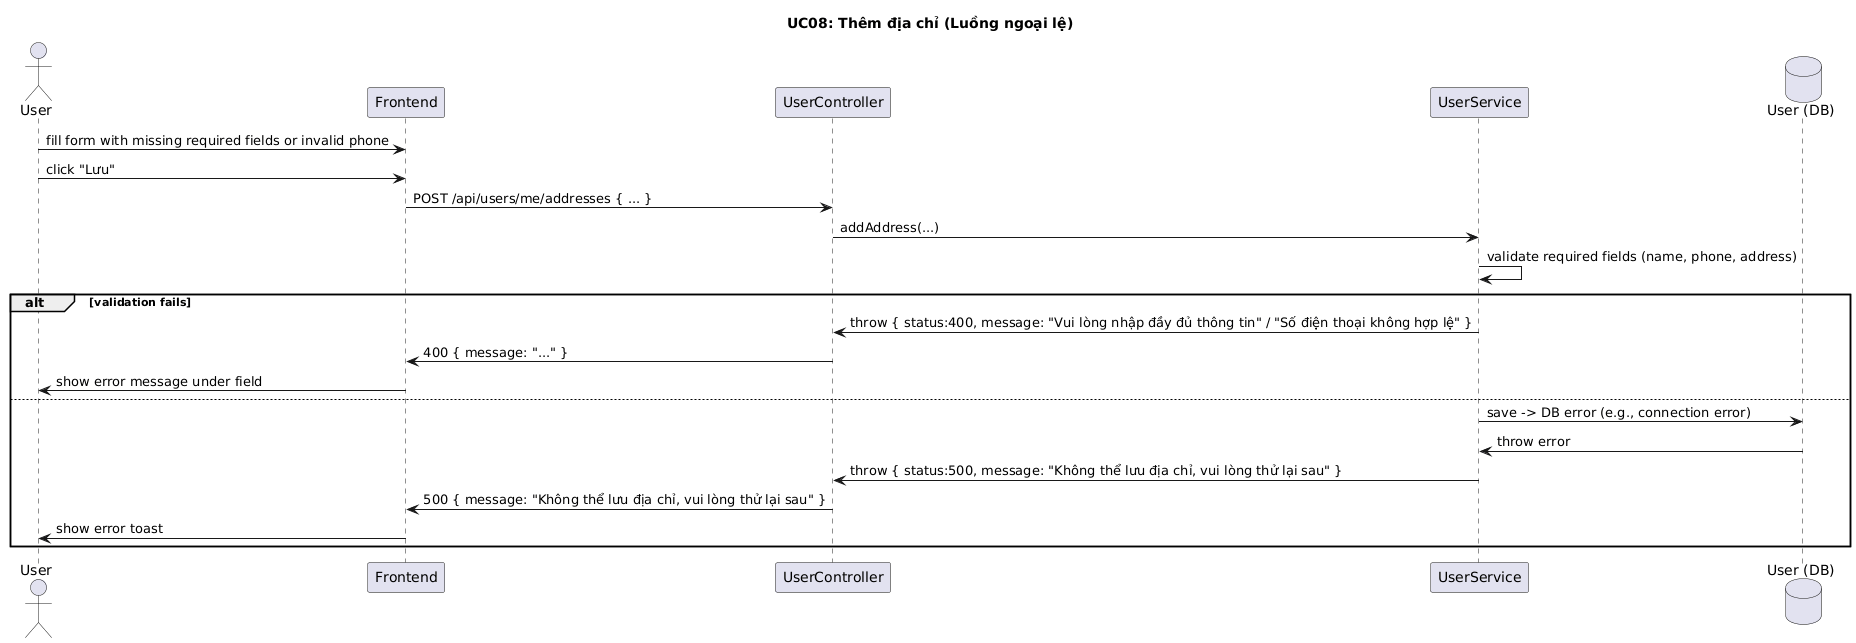 UC08: Thêm địa chỉ (Luồng ngoại lệ)
User
Frontend
UserController
UserService
User (DB)
fill form with missing required fields or invalid phone
click "Lưu"
POST /api/users/me/addresses { ... }
addAddress(...)
validate required fields (name, phone, address)
alt
[validation fails]
throw { status:400, message: "Vui lòng nhập đầy đủ thông tin" / "Số điện thoại không hợp lệ" }
400 { message: "..." }
show error message under field
save -> DB error (e.g., connection error)
throw error
throw { status:500, message: "Không thể lưu địa chỉ, vui lòng thử lại sau" }
500 { message: "Không thể lưu địa chỉ, vui lòng thử lại sau" }
show error toast
User
Frontend
UserController
UserService
User (DB)